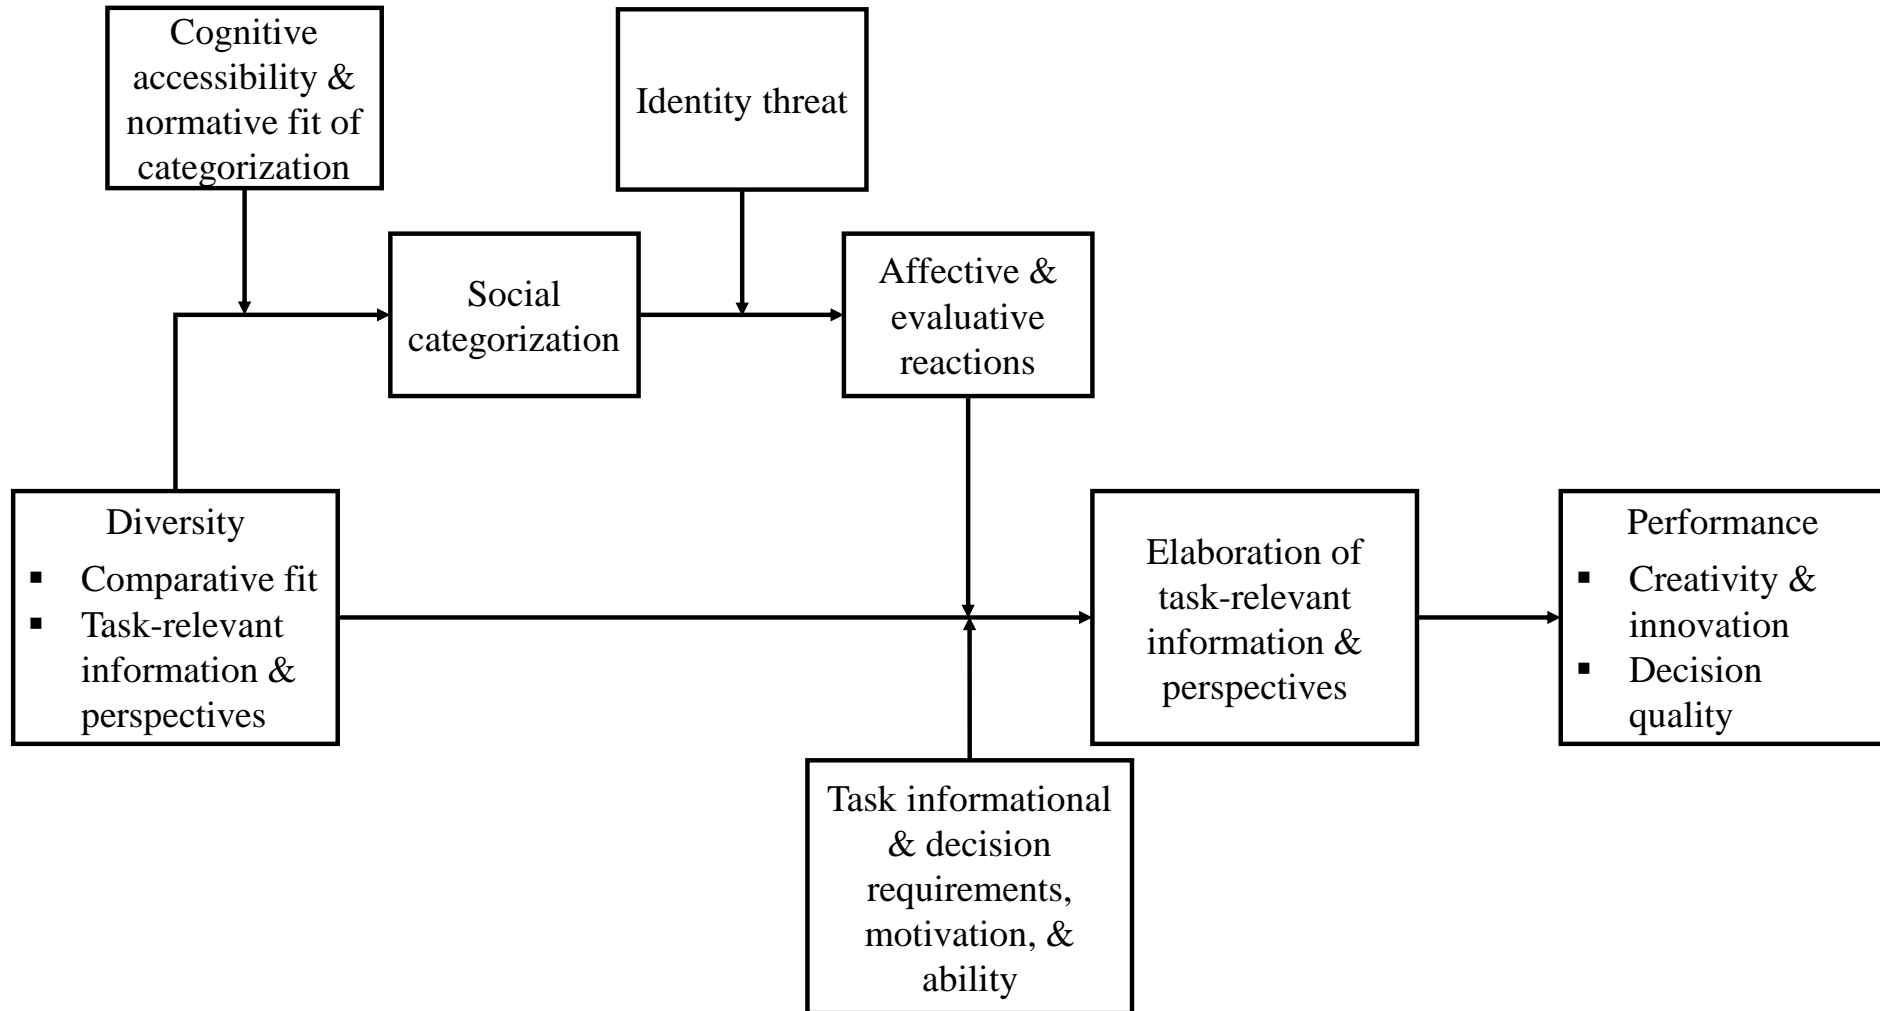 Cognitive
accessibility &
normative fit of
categorization
Identity threat
Social
categorization
Affective &
evaluative
reactions
Diversity
▪ Comparative fit
▪ Task-relevant
information &
perspectives
Elaboration of
task-relevant
information &
perspectives
Performance
▪ Creativity &
innovation
▪ Decision
quality
Task informational
& decision
requirements,
motivation, &
ability